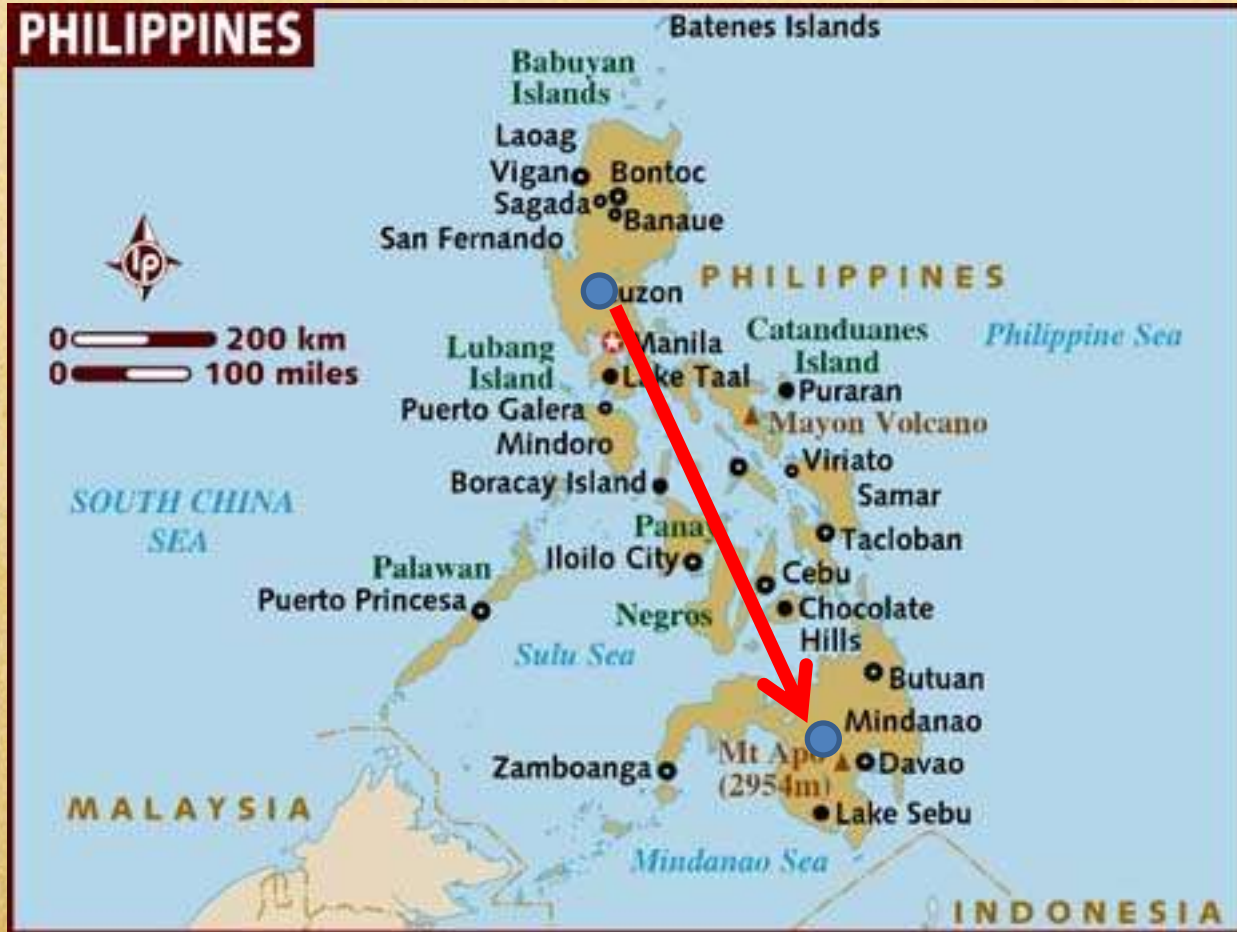 PHILIPPINES
Batenes Islands
Babuyan
Islands
Laoag
Vigan
Bontoc
Sagada
Banaue
San Fernando
PHILIPPINES
uzon
lp
0 200 km
0 100 miles
Manila
Catanduanes
Island
Philippine Sea
Lubang
Island
Lake Taal
Puraran
Puerto Galera
Mayon Volcano
Mindoro
Viriato
Boracay Island
Samar
SOUTH CHINA
SEA
Pana
Tacloban
Iloilo City
Palawan
Cebu
Puerto Princesa
Chocolate
Hills
Negros
Sulu Sea
Butuan
Mindanao
Mt Apo
(2954m)
Davao
Zamboanga
MALAYSIA
Lake Sebu
Mindanao Sea
INDONESIA